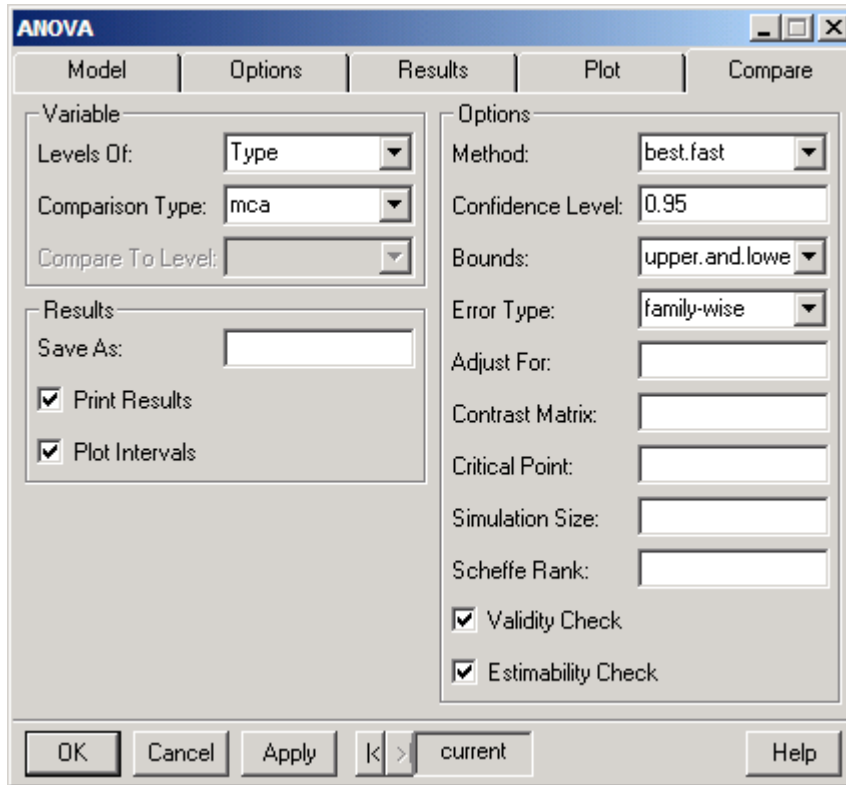 ANOVA
Model Options Results Plot Compare
Variable
Levels Of: Type
Comparison Type: mca
Compare To Level:
Results
Save As:
Print Results
Plot Intervals
Options
Method: best.fast
Confidence Level: 0.95
Bounds: upper.and.lowe
Error Type: family-wise
Adjust For:
Contrast Matrix:
Critical Point:
Simulation Size:
Scheffe Rank:
Validity Check
Estimability Check
OK Cancel Apply current Help